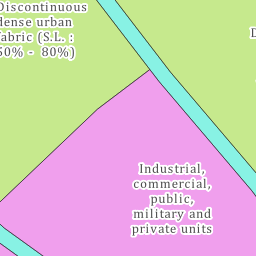 Discontinuous
dense urban
fabric (S.L. :
50% - 80%)
D
Industrial,
commercial,
public,
military and
private units